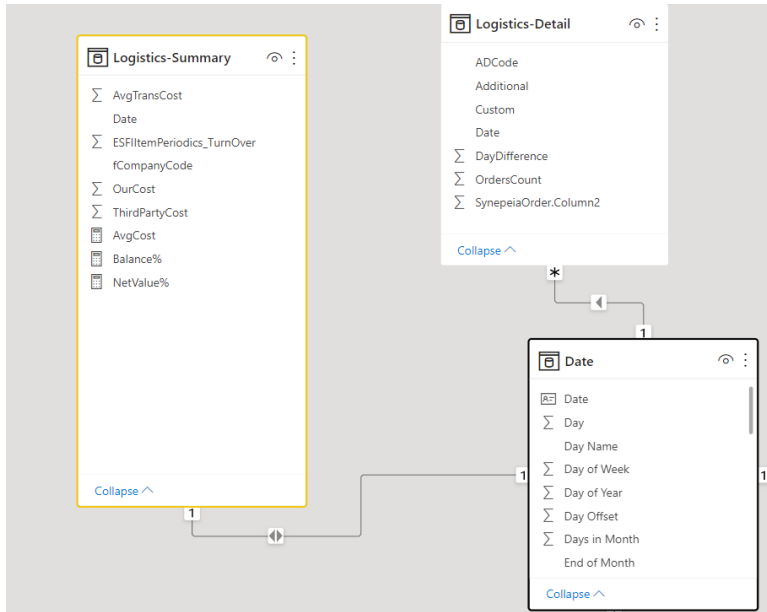 Logistics-Summary
AvgTransCost
Date
ESFIItemPeriodics_TurnOver
fCompanyCode
OurCost
ThirdPartyCost
AvgCost
Balance%
NetValue%
Collapse
1
Logistics-Detail
ADCode
Additional
Custom
Date
DayDifference
OrdersCount
SynepeiaOrder.Column2
Collapse
*
1
Date
Date
Day
Day Name
Day of Week
Day of Year
Day Offset
Days in Month
End of Month
Collapse
1
1